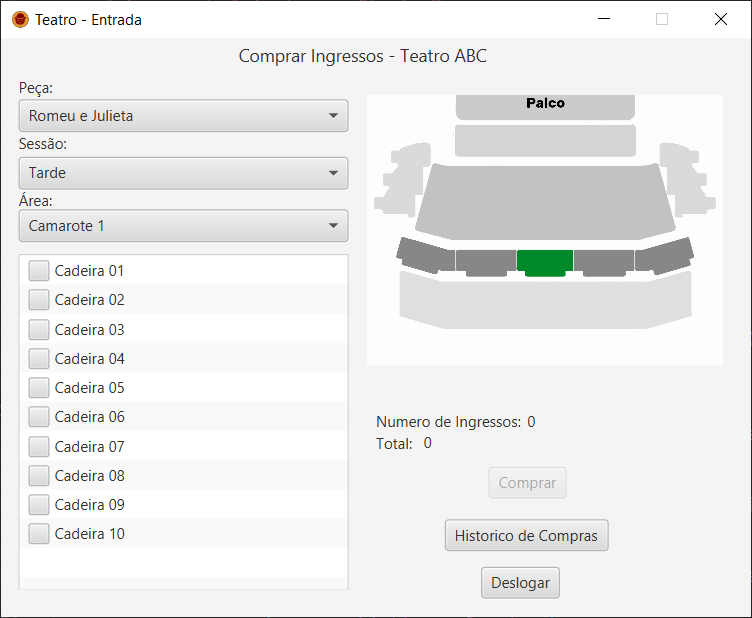 Teatro - Entrada
Comprar Ingressos - Teatro ABC
Peça:
Romeu e Julieta
Sessão:
Tarde
Área:
Camarote 1
Cadeira 01
Cadeira 02
Cadeira 03
Cadeira 04
Cadeira 05
Cadeira 06
Cadeira 07
Cadeira 08
Cadeira 09
Cadeira 10
Palco
Numero de Ingressos: 0
Total: 0
Comprar
Historico de Compras
Deslogar